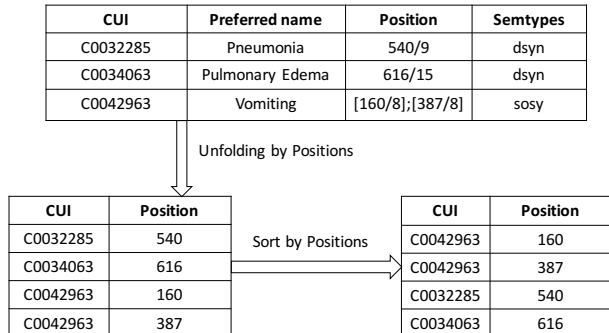 CUI Preferred name Position Semtypes
C0032285 Pneumonia 540/9 dsyn
C0034063 Pulmonary Edema 616/15 dsyn
C0042963 Vomiting [160/8];[387/8] sosy
Unfolding by Positions
CUI Position
C0032285 540
C0034063 616
C0042963 160
C0042963 387
Sort by Positions
CUI Position
C0042963 160
C0042963 387
C0032285 540
C0034063 616